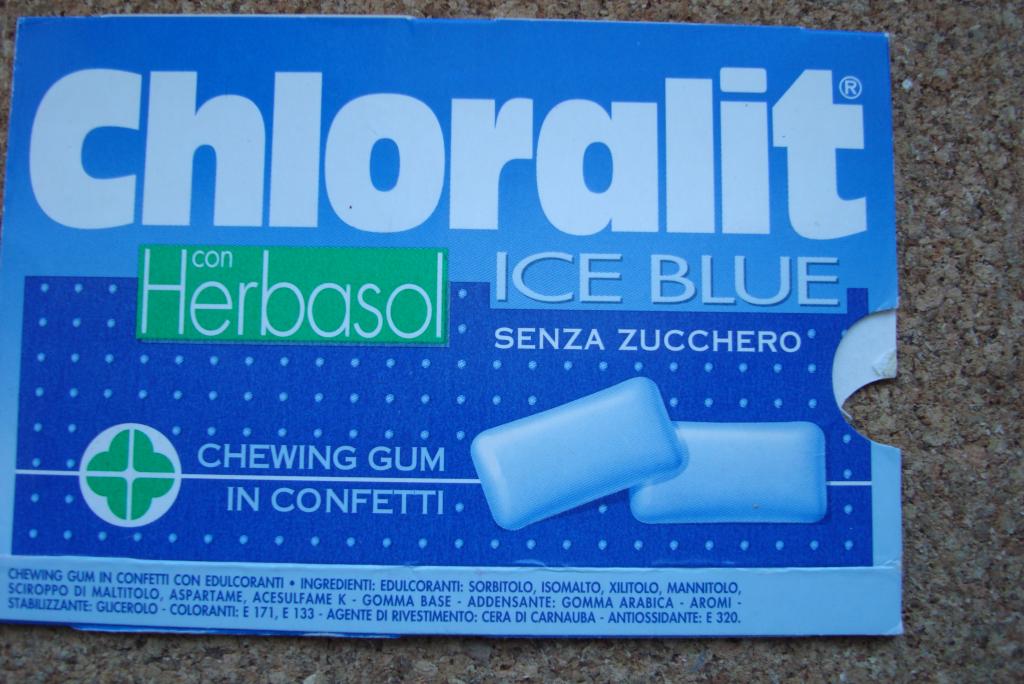 Chloralit®
con
Herbasol
ICE BLUE
SENZA ZUCCHERO
CHEWING GUM
IN CONFETTI
CHEWING GUM IN CONFETTI CON EDULCORANTI • INGREDIENTI: EDULCORANTI: SORBITOLO, ISOMALTO, XILITOLO, MANNITOLO,
SCIROPPO DI MALTITOLO, ASPARTAME, ACESULFAME K - GOMMA BASE - ADDENSANTE: GOMMA ARABICA - AROMI -
STABILIZZANTE: GLICEROLO - COLORANTI: E 171, E 133 - AGENTE DI RIVESTIMENTO: CERA DI CARNAUBA - ANTIOSSIDANTE: E 320.